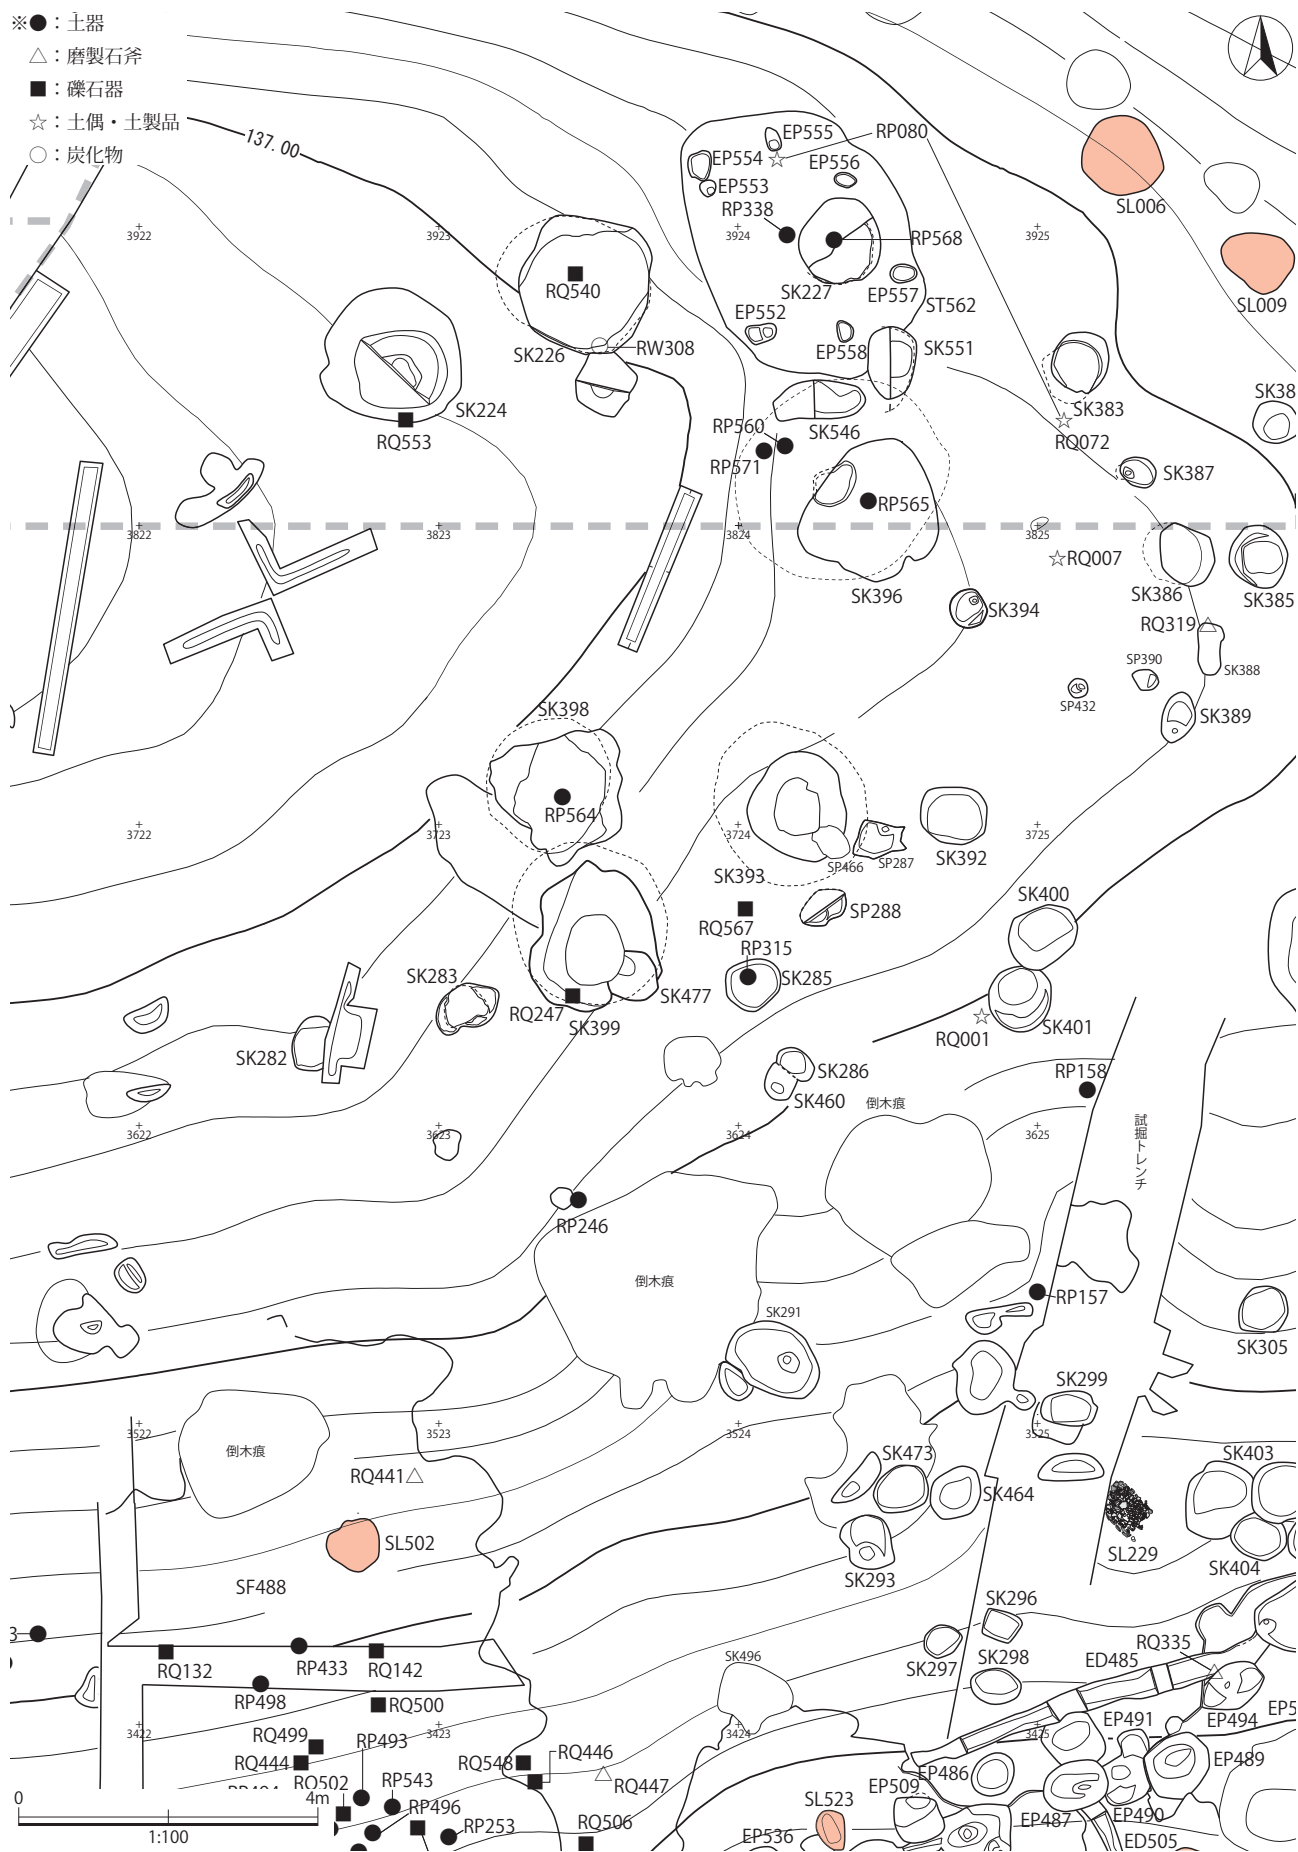 ※●：土器
△：磨製石斧
■：礫石器
☆：土偶・土製品
○：炭化物
137.00
EP555
RP080
EP554
EP556
EP553
RP338
SL006
3922
3923
3924
3925
RP568
RQ540
SK227
EP557
ST562
SL009
EP552
RW308
SK226
EP558
SK551
SK38
SK224
SK383
RP560
SK546
RQ553
RQ072
RP571
SK387
RP565
3822
3823
3824
3825
RQ007
SK396
SK386
SK385
SK394
RQ319
SP390
SK388
SP432
SK398
SK389
RP564
3722
3723
3724
3725
SP466
SP287
SK392
SK393
SK400
SP288
RQ567
RP315
SK283
SK285
SK477
RQ247
SK399
SK401
RQ001
SK282
SK286
RP158
SK460
倒木痕
試掘トレンチ
3622
3623
3624
3625
RP246
倒木痕
RP157
SK291
SK305
SK299
3522
3523
3524
3525
倒木痕
SK473
SK403
RQ441
SK464
SL502
SL229
SK404
SF488
SK293
SK296
3
RQ335
RQ132
RP433
RQ142
SK496
SK297
SK298
ED485
RP498
RQ500
EP5
3422
3423
3424
3425
EP491
EP494
RQ499
RP493
RQ444
RQ548
RQ446
EP489
RQ502
RP543
RQ447
EP486
EP509
0
4m
RP496
SL523
EP487
EP490
1:100
RP253
RQ506
EP536
ED505